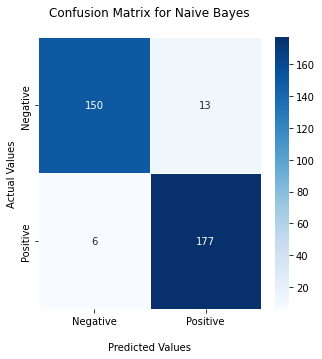 Confusion Matrix for Naive Bayes
Actual Values
Negative
150
13
Positive
6
177
Negative
Positive
Predicted Values
160
140
120
100
80
60
40
20